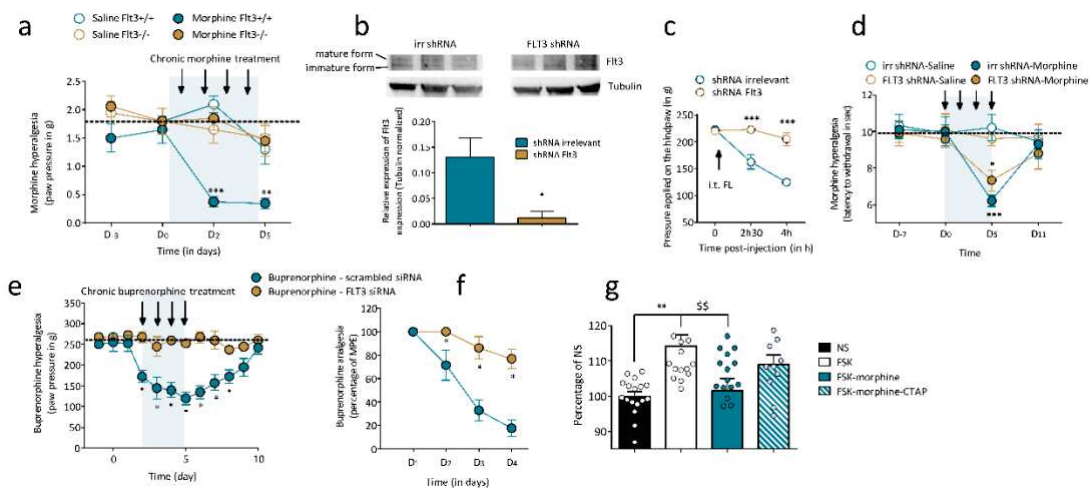 a
Saline Flt3+/+
Morphine Flt3+/+
Saline Flt3-/-
Morphine Flt3-/-
Chronic morphine treatment
Morphine hyperalgesia
(paw pressure in g)
2.5
2.0
1.5
1.0
0.5
0.0
***
**
D-3
D0
D2
D5
Time (in days)
b
irr shRNA
FLT3 shRNA
mature form
immature form
Flt3
Tubulin
Relative expression of Flt3
expression (Tubulin normalized)
0.20
0.15
0.10
0.05
0.00
shRNA irrelevant
shRNA Flt3
*
c
shRNA irrelevant
shRNA Flt3
Pressure applied on the hindpaw (in g)
250
200
150
100
50
***
***
i.t. FL
0
2h30
4h
Time post-injection (in h)
d
irr shRNA-Saline
irr shRNA-Morphine
FLT3 shRNA-Saline
FLT3 shRNA-Morphine
Morphine hyperalgesia
(latency to withdrawal in sec)
12
10
8
6
*
***
D-7
D0
D5
D11
Time
e
Buprenorphine - scrambled siRNA
Buprenorphine - FLT3 siRNA
Chronic buprenorphine treatment
Buprenorphine hyperalgesia
(paw pressure in g)
350
300
250
200
150
100
50
0
0
5
10
Time (day)
f
Buprenorphine analgesia
(percentage of MPE)
100
80
60
40
20
0
D1
D2
D3
D4
Time (in days)
g
**
$$
Percentage of NS
120
110
100
90
NS
FSK
FSK-morphine
FSK-morphine-CTAP